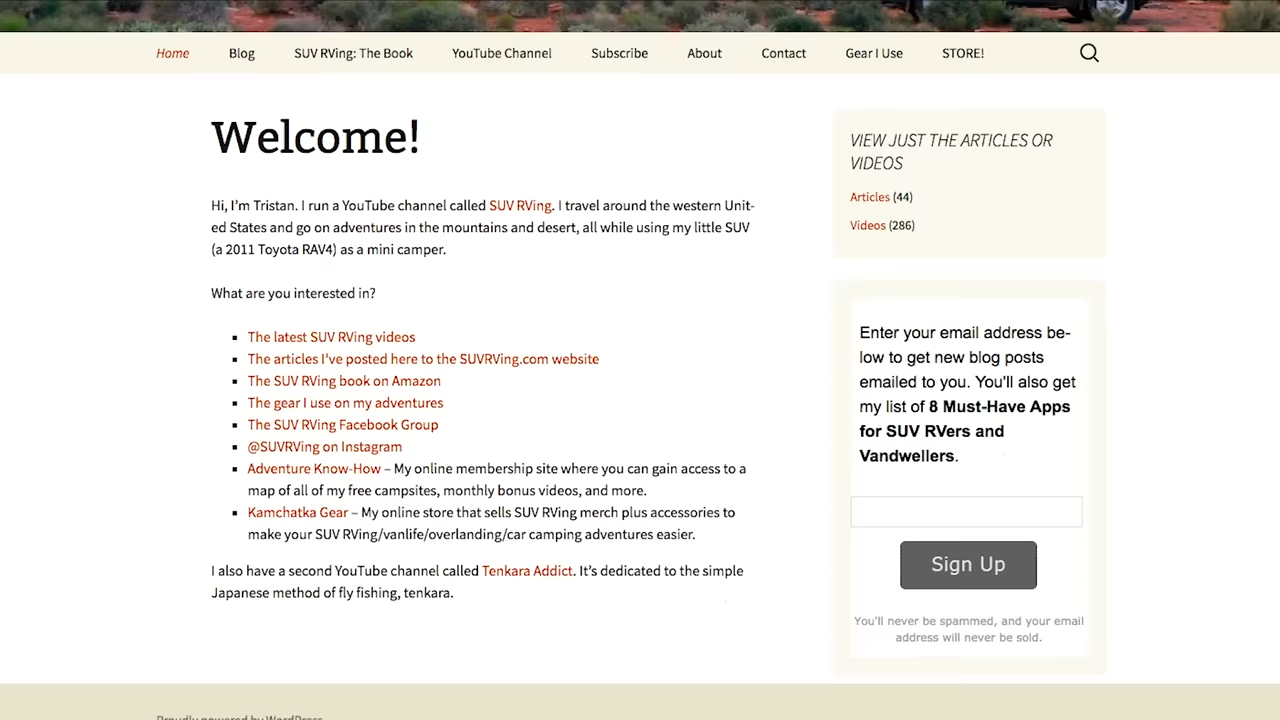 Home Blog SUV RVing: The Book YouTube Channel Subscribe About Contact Gear I Use STORE!
Welcome!
Hi, I'm Tristan. I run a YouTube channel called SUV RVing. I travel around the western Unit-
ed States and go on adventures in the mountains and desert, all while using my little SUV
(a 2011 Toyota RAV4) as a mini camper.
What are you interested in?
The latest SUV RVing videos
The articles I've posted here to the SUVRVing.com website
The SUV RVing book on Amazon
The gear I use on my adventures
The SUV RVing Facebook Group
@SUVRVing on Instagram
Adventure Know-How – My online membership site where you can gain access to a
map of all of my free campsites, monthly bonus videos, and more.
Kamchatka Gear – My online store that sells SUV RVing merch plus accessories to
make your SUV RVing/vanlife/overlanding/car camping adventures easier.
I also have a second YouTube channel called Tenkara Addict. It's dedicated to the simple
Japanese method of fly fishing, tenkara.
VIEW JUST THE ARTICLES OR
VIDEOS
Articles (44)
Videos (286)
Enter your email address be-
low to get new blog posts
emailed to you. You'll also get
my list of 8 Must-Have Apps
for SUV RVers and
Vandwellers.
Sign Up
You'll never be spammed, and your email
address will never be sold.
Proudly powered by WordPress